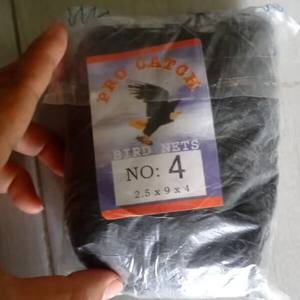 PRO CATCH
BIRD NETS
NO: 4
2.5 x 9 x 4